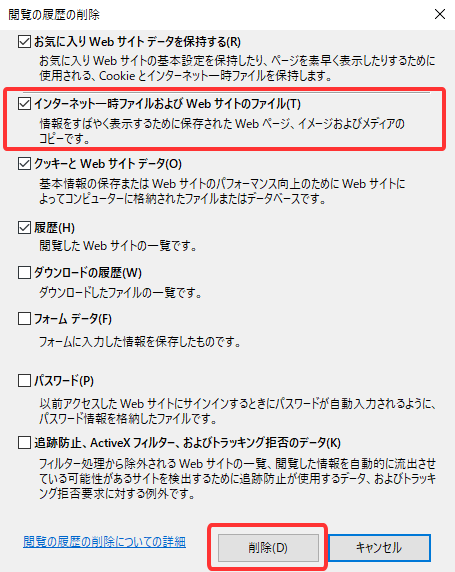 閲覧の履歴の削除
お気に入り Web サイト データを保持する(R)
お気に入り Web サイトの基本設定を保持したり、ページを素早く表示したりするために
使用される、Cookie とインターネット一時ファイルを保持します。
インターネット一時ファイルおよび Web サイトのファイル(T)
情報をすばやく表示するために保存された Web ページ、イメージおよびメディアの
コピーです。
クッキーと Web サイト データ(O)
基本情報の保存または Web サイトのパフォーマンス向上のために Web サイトに
よってコンピューターに格納されたファイルまたはデータベースです。
履歴(H)
閲覧した Web サイトの一覧です。
ダウンロードの履歴(W)
ダウンロードしたファイルの一覧です。
フォーム データ(F)
フォームに入力した情報を保存したものです。
パスワード(P)
以前アクセスした Web サイトにサインインするときにパスワードが自動入力されるように、
パスワード情報を格納したファイルです。
追跡防止、ActiveX フィルター、およびトラッキング拒否のデータ(K)
フィルター処理から除外される Web サイトの一覧、閲覧した情報を自動的に流出させ
ている可能性があるサイトを検出するために追跡防止が使用するデータ、およびトラッキ
ング拒否要求に対する例外です。
閲覧の履歴の削除についての詳細
削除(D)
キャンセル